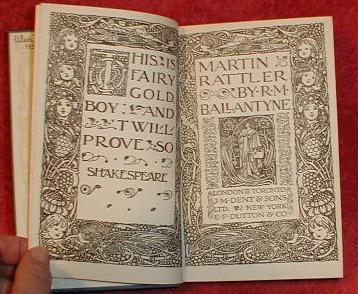 THIS IS
FAIRY
GOLD
BOY AND
'T WILL
PROVE SO
SHAKESPEARE
MARTIN
RATTLER
BY R·M·
BALLANTYNE
LONDON & TORONTO
J·M·DENT & SONS
LTD. NEW YORK
E·P·DUTTON & CO